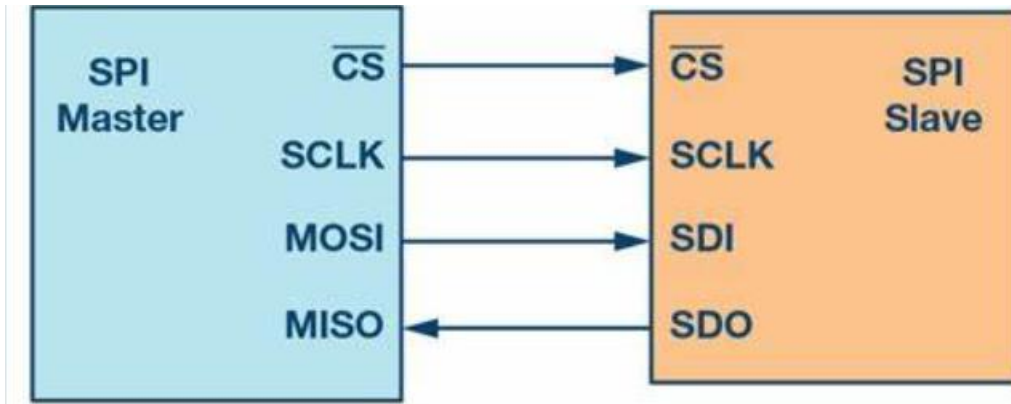 SPI
Master
CS
SCLK
MOSI
MISO
CS
SCLK
SDI
SDO
SPI
Slave